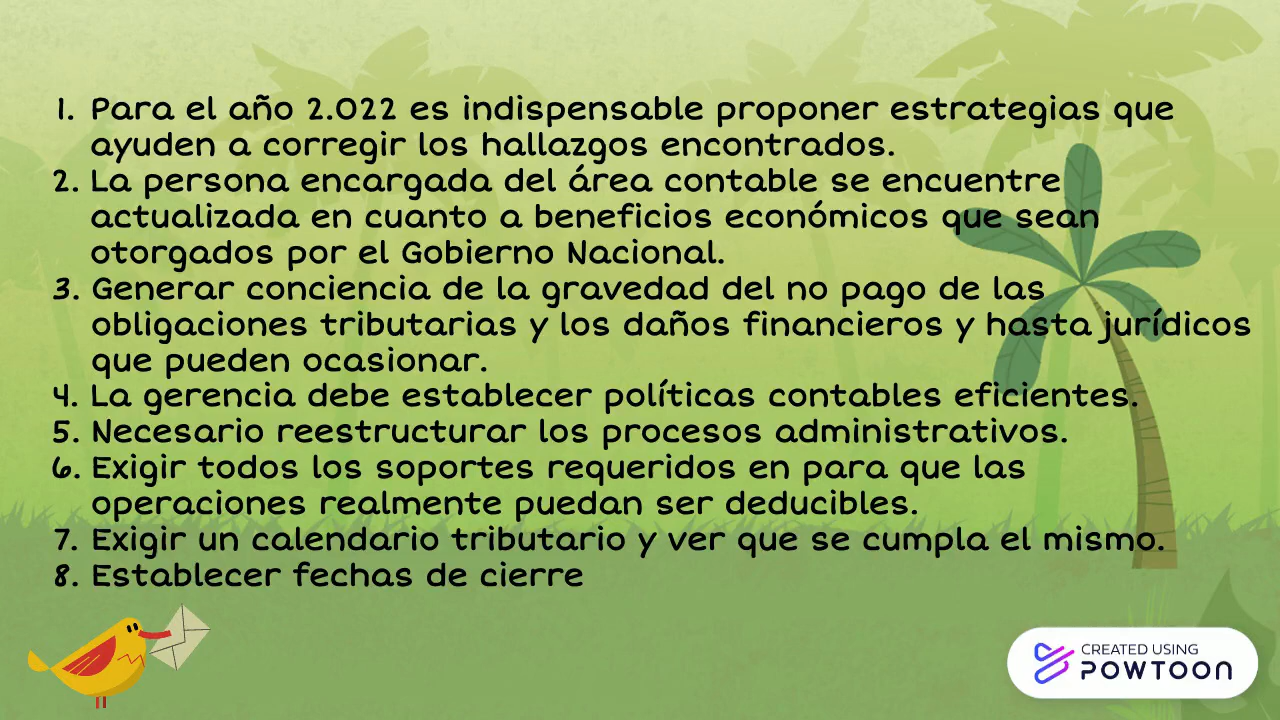 1. Para el año 2.022 es indispensable proponer estrategias que
ayuden a corregir los hallazgos encontrados.
2. La persona encargada del área contable se encuentre
actualizada en cuanto a beneficios económicos que sean
otorgados por el Gobierno Nacional.
3. Generar conciencia de la gravedad del no pago de las
obligaciones tributarias y los daños financieros y hasta jurídicos
que pueden ocasionar.
4. La gerencia debe establecer políticas contables eficientes.
5. Necesario reestructurar los procesos administrativos.
6. Exigir todos los soportes requeridos en para que las
operaciones realmente puedan ser deducibles.
7. Exigir un calendario tributario y ver que se cumpla el mismo.
8. Establecer fechas de cierre
CREATED USING
POWTOON